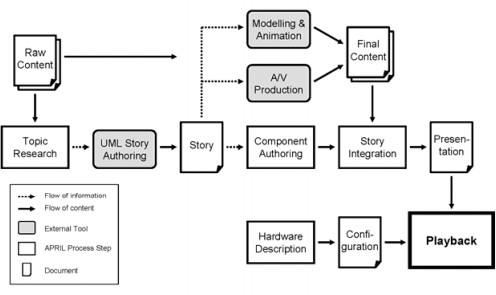 Modelling &
Animation
Raw
Content
Final
Content
A/V
Production
Topic
Research
UML Story
Authoring
Story
Component
Authoring
Story
Integration
Presen-
tation
Flow of information
Flow of content
External Tool
APRIL Process Step
Document
Hardware
Description
Confi-
guration
Playback